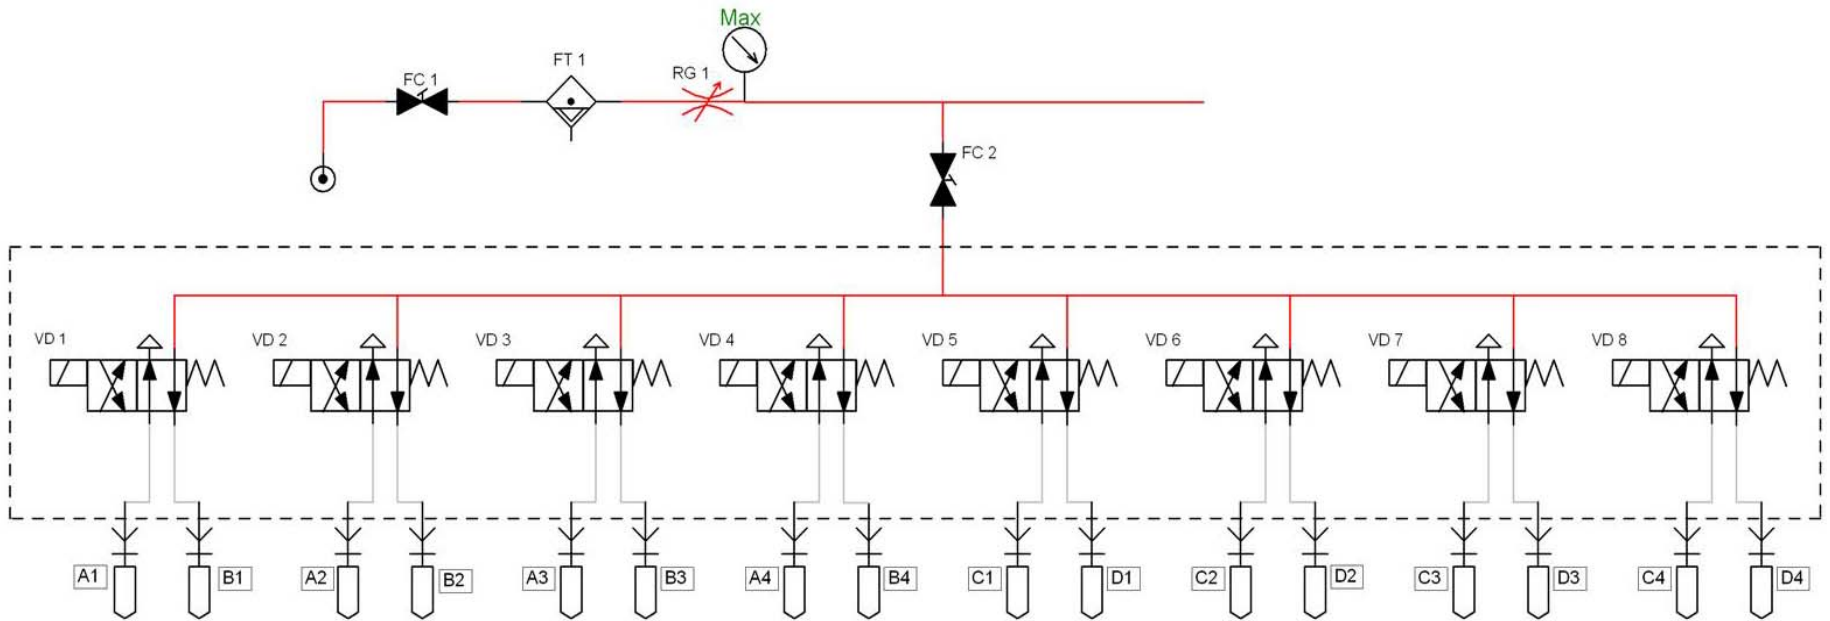 Max
FT 1
RG 1
FC 1
FC 2
VD 1
VD 2
VD 3
VD 4
VD 5
VD 6
VD 7
VD 8
A1
B1
A2
B2
A3
B3
A4
B4
C1
D1
C2
D2
C3
D3
C4
D4